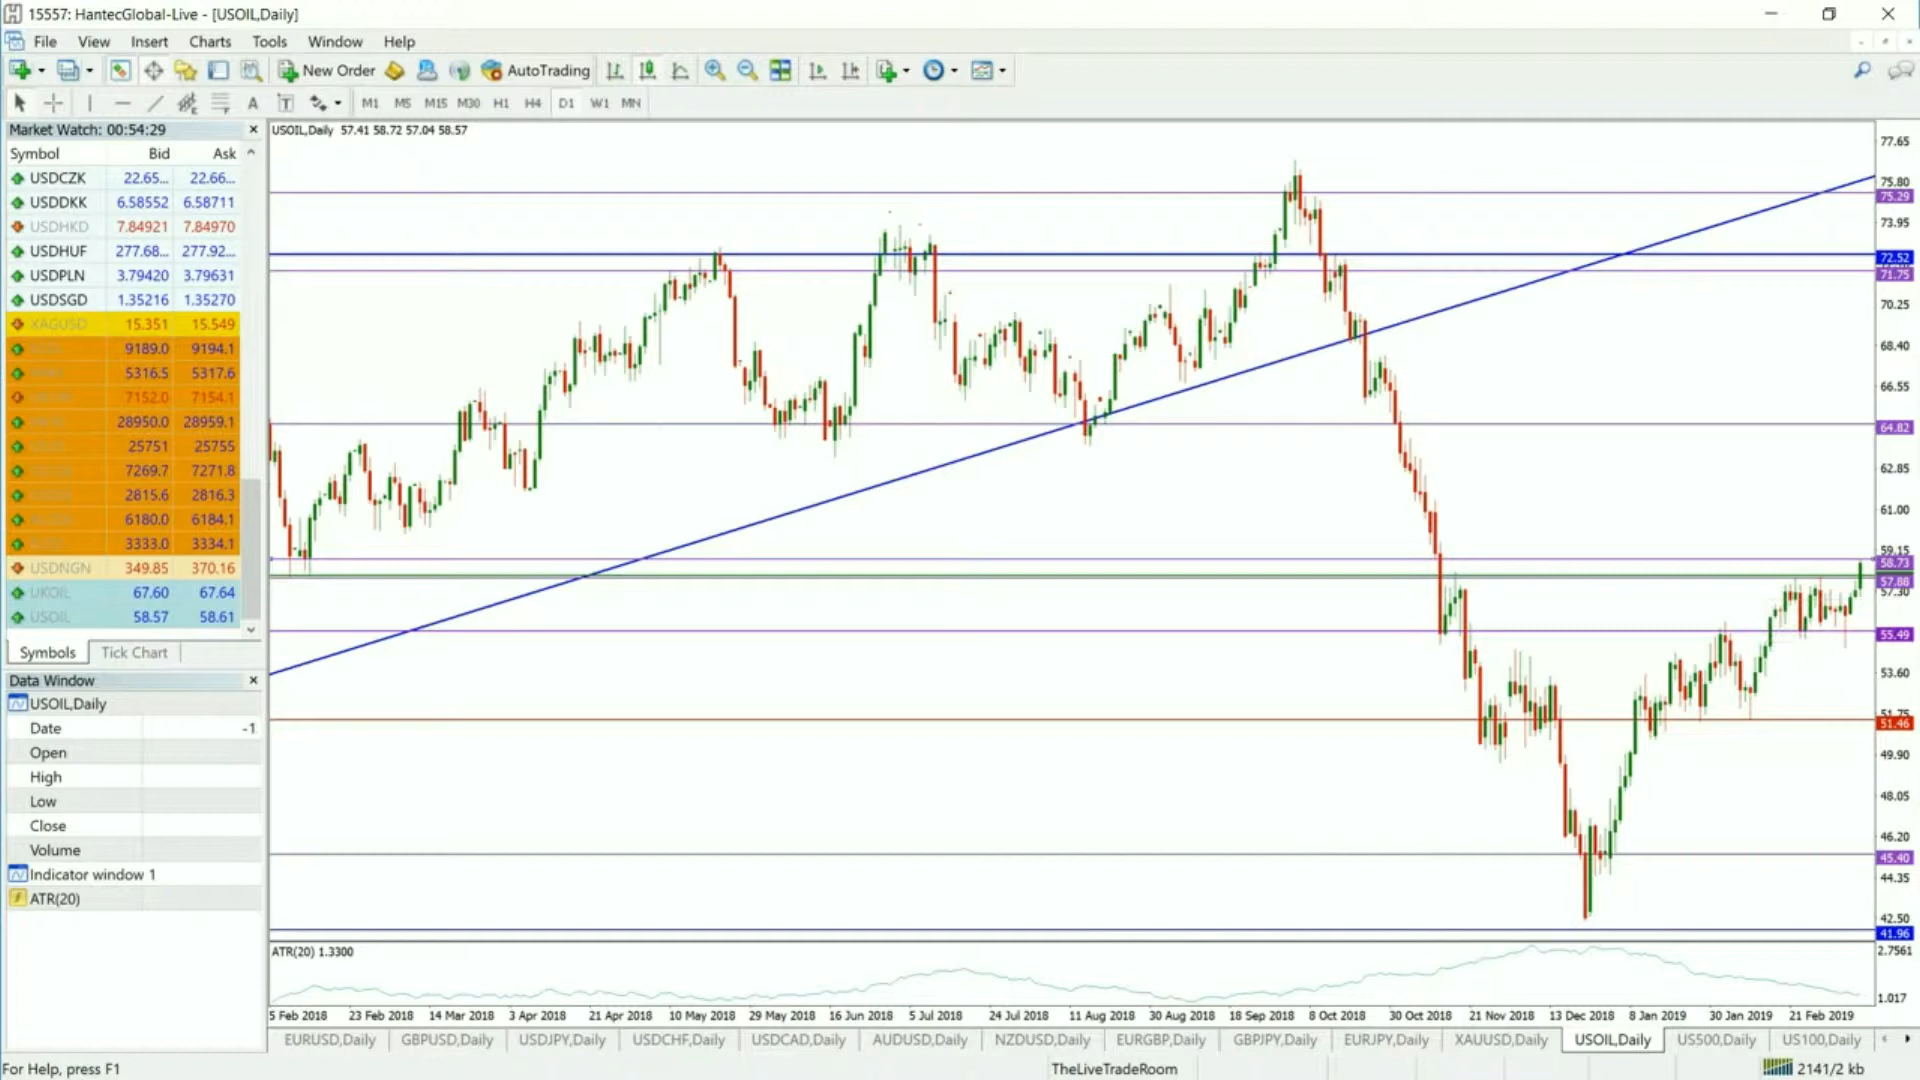 15557: HantecGlobal-Live - [USOIL,Daily]
File View Insert Charts Tools Window Help
New Order AutoTrading
A T M1 M5 M15 M30 H1 H4 D1 W1 MN
Market Watch: 00:54:29
Symbol Bid Ask
USDCZK 22.65... 22.66...
USDDKK 6.58552 6.58711
USDHKD 7.84921 7.84970
USDHUF 277.68... 277.92...
USDPLN 3.79420 3.79631
USDSGD 1.35216 1.35270
XAGUSD 15.351 15.549
9189.0 9194.1
5316.5 5317.6
7152.0 7154.1
28950.0 28959.1
25751 25755
7269.7 7271.8
2815.6 2816.3
6180.0 6184.1
3333.0 3334.1
USDNGN 349.85 370.16
UKOIL 67.60 67.64
USOIL 58.57 58.61
Symbols Tick Chart
Data Window
USOIL,Daily
Date -1
Open
High
Low
Close
Volume
Indicator window 1
ATR(20)
USOIL,Daily 57.41 58.72 57.04 58.57
77.65
75.80
75.29
73.95
72.52
71.75
70.25
68.40
66.55
64.82
62.85
61.00
59.15
58.73
57.88
57.30
55.49
53.60
51.75
51.46
49.90
48.05
46.20
45.40
44.35
42.50
41.96
ATR(20) 1.3300
2.7561
1.017
5 Feb 2018 23 Feb 2018 14 Mar 2018 3 Apr 2018 21 Apr 2018 10 May 2018 29 May 2018 16 Jun 2018 5 Jul 2018 24 Jul 2018 11 Aug 2018 30 Aug 2018 18 Sep 2018 8 Oct 2018 30 Oct 2018 21 Nov 2018 13 Dec 2018 8 Jan 2019 30 Jan 2019 21 Feb 2019
EURUSD,Daily GBPUSD,Daily USDJPY,Daily USDCHF,Daily USDCAD,Daily AUDUSD,Daily NZDUSD,Daily EURGBP,Daily GBPJPY,Daily EURJPY,Daily XAUUSD,Daily USOIL,Daily US500,Daily US100,Daily
For Help, press F1
TheLiveTradeRoom
2141/2 kb